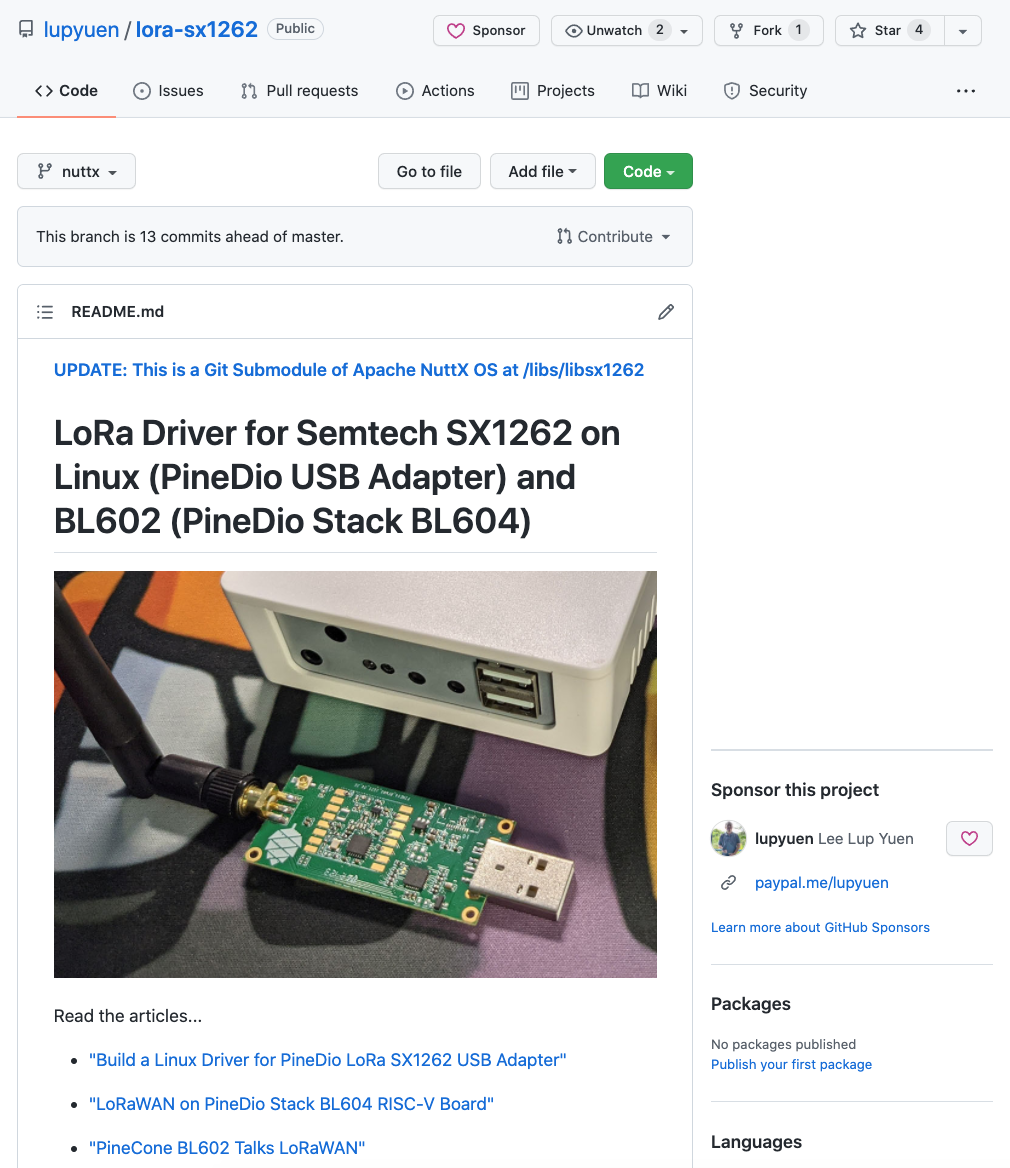 lupyuen / lora-sx1262 Public
Sponsor
Unwatch 2
Fork 1
Star 4
Code
Issues
Pull requests
Actions
Projects
Wiki
Security
nuttx
Go to file
Add file
Code
This branch is 13 commits ahead of master.
Contribute
README.md
UPDATE: This is a Git Submodule of Apache NuttX OS at /libs/libsx1262
LoRa Driver for Semtech SX1262 on
Linux (PineDio USB Adapter) and
BL602 (PineDio Stack BL604)
Read the articles...
"Build a Linux Driver for PineDio LoRa SX1262 USB Adapter"
"LoRaWAN on PineDio Stack BL604 RISC-V Board"
"PineCone BL602 Talks LoRaWAN"
Sponsor this project
lupyuen Lee Lup Yuen
paypal.me/lupyuen
Learn more about GitHub Sponsors
Packages
No packages published
Publish your first package
Languages